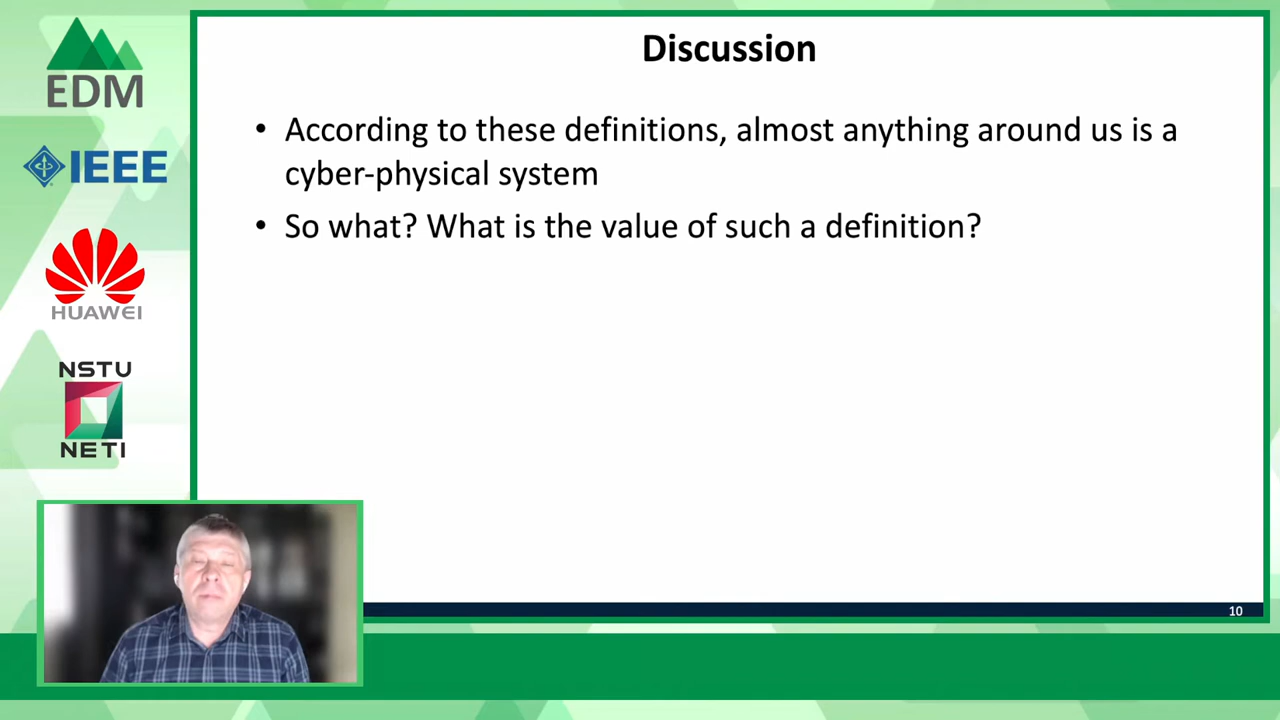 EDM
IEEE
HUAWEI
NSTU
NETI
Discussion
• According to these definitions, almost anything around us is a
cyber-physical system
• So what? What is the value of such a definition?
10